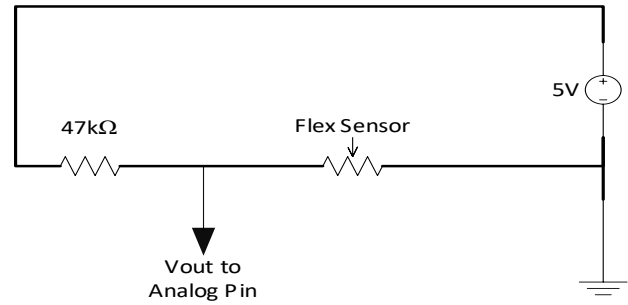 5V
47kΩ
Flex Sensor
Vout to
Analog Pin